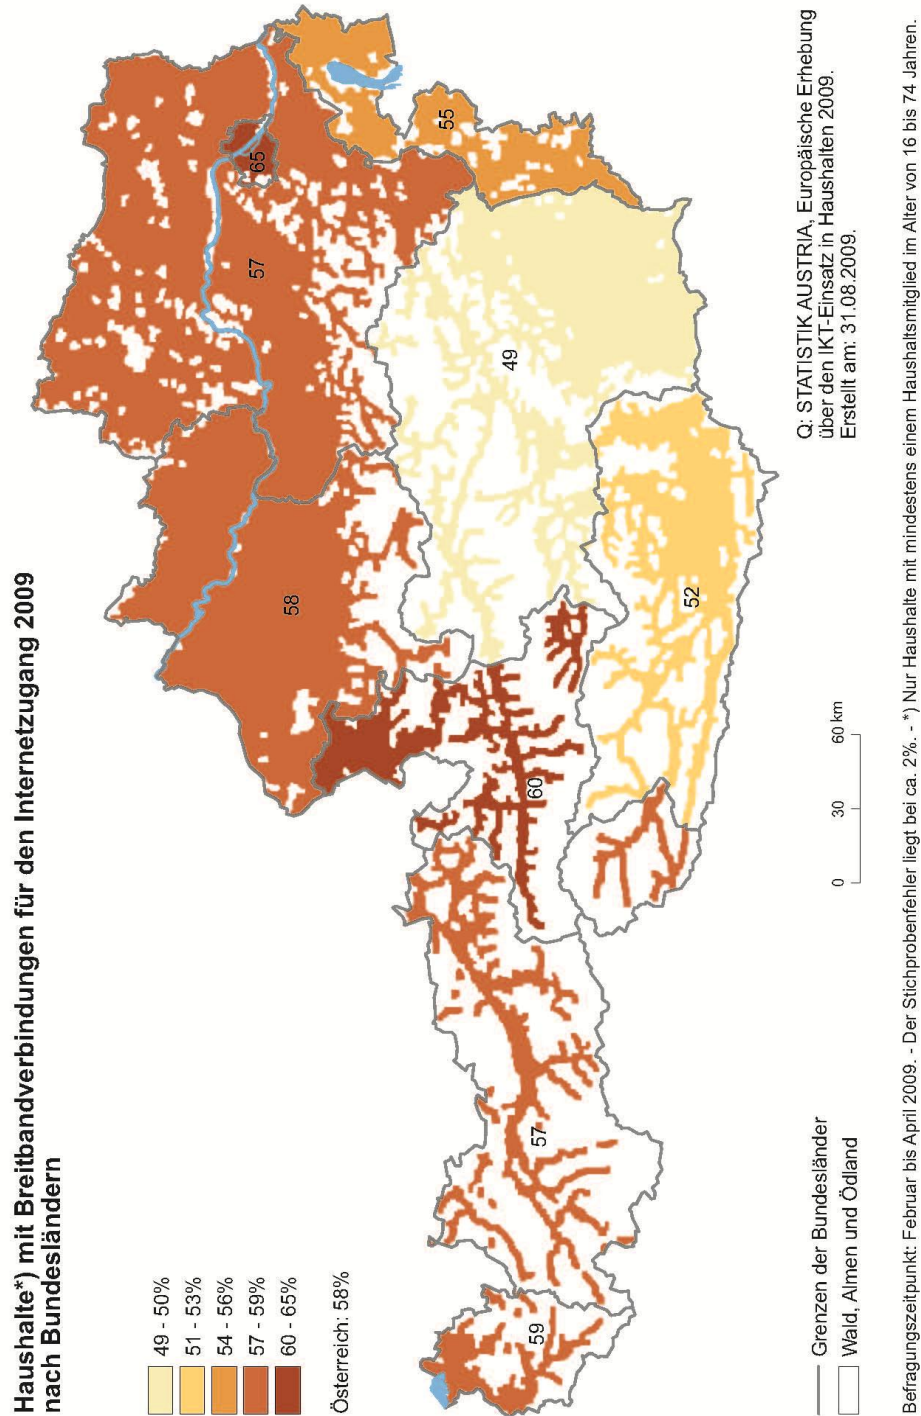 Haushalte*) mit Breitbandverbindungen für den Internetzugang 2009
nach Bundesländern
49 - 50%
51 - 53%
54 - 56%
57 - 59%
60 - 65%
Österreich: 58%
59
57
60
58
57
65
55
49
52
0 30 60 km
Grenzen der Bundesländer
Wald, Almen und Ödland
Q: STATISTIK AUSTRIA, Europäische Erhebung
über den IKT-Einsatz in Haushalten 2009.
Erstellt am: 31.08.2009.
Befragungszeitpunkt: Februar bis April 2009. - Der Stichprobenfehler liegt bei ca. 2%. - *) Nur Haushalte mit mindestens einem Haushaltsmitglied im Alter von 16 bis 74 Jahren.